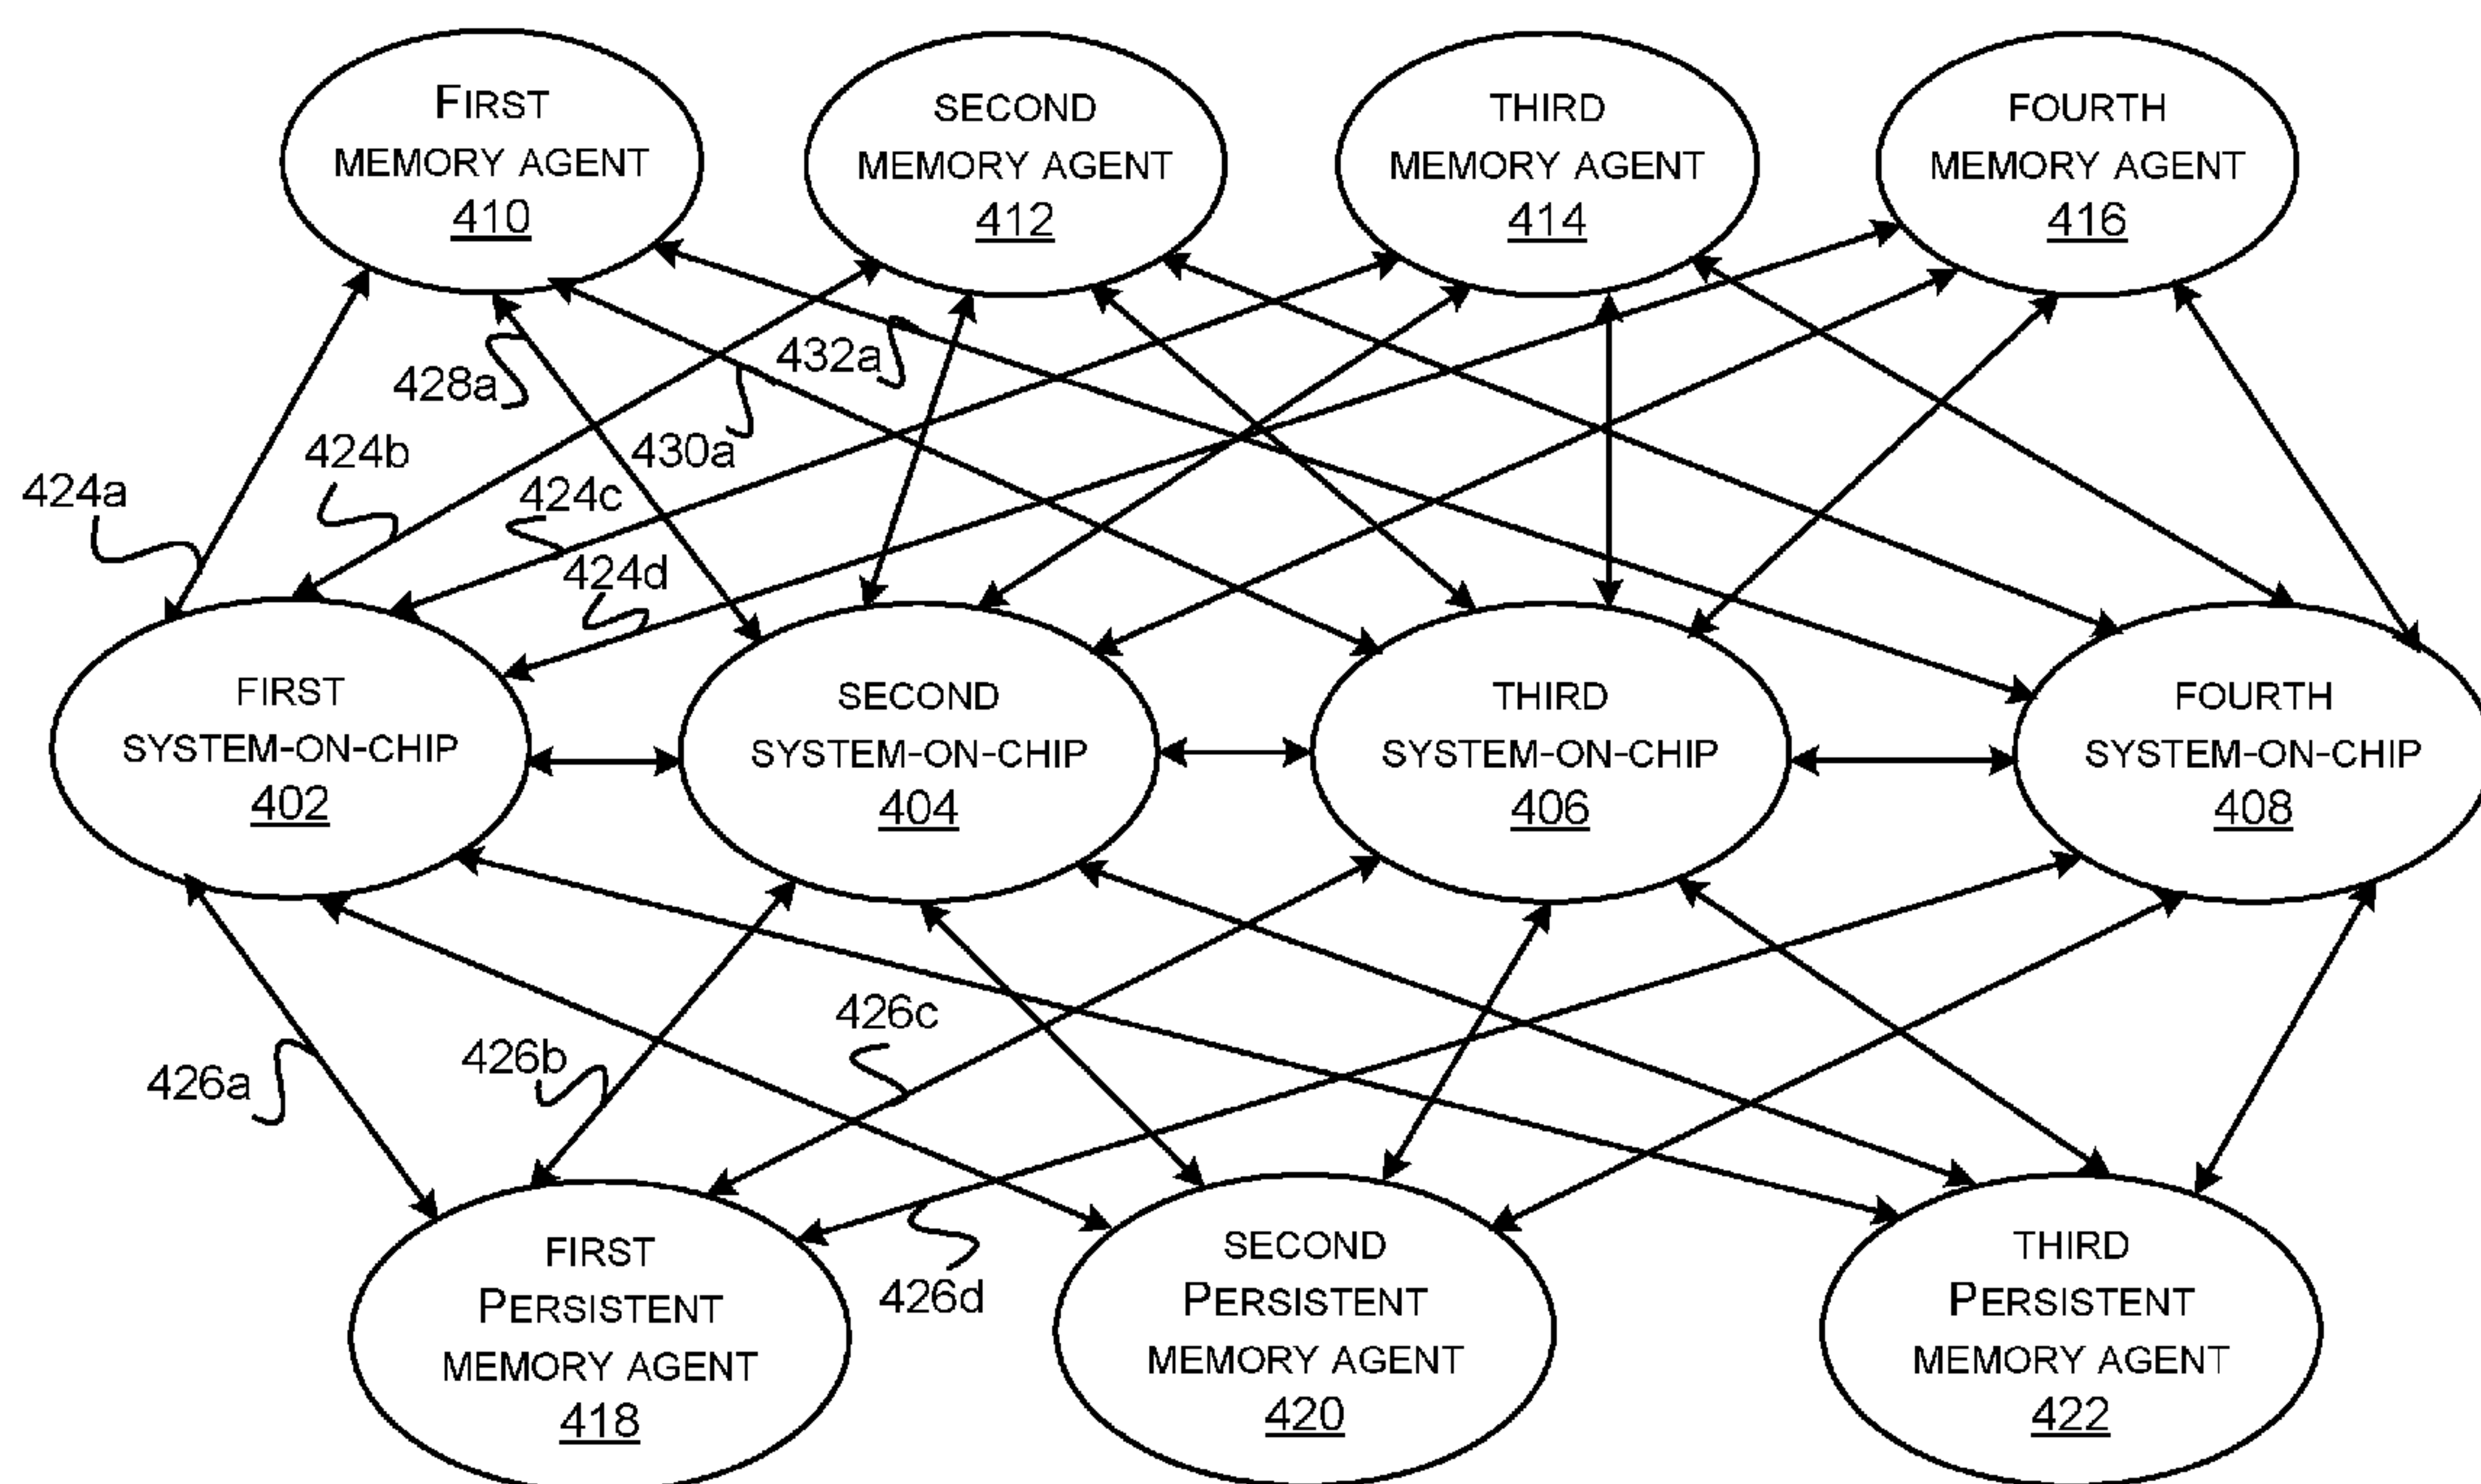 FIRST
MEMORY AGENT
410
SECOND
MEMORY AGENT
412
THIRD
MEMORY AGENT
414
FOURTH
MEMORY AGENT
416
432a
428a
430a
424b
424a
424c
424d
FIRST
SYSTEM-ON-CHIP
402
SECOND
SYSTEM-ON-CHIP
404
THIRD
SYSTEM-ON-CHIP
406
FOURTH
SYSTEM-ON-CHIP
408
426c
426b
426a
426d
FIRST
PERSISTENT
MEMORY AGENT
418
SECOND
PERSISTENT
MEMORY AGENT
420
THIRD
PERSISTENT
MEMORY AGENT
422